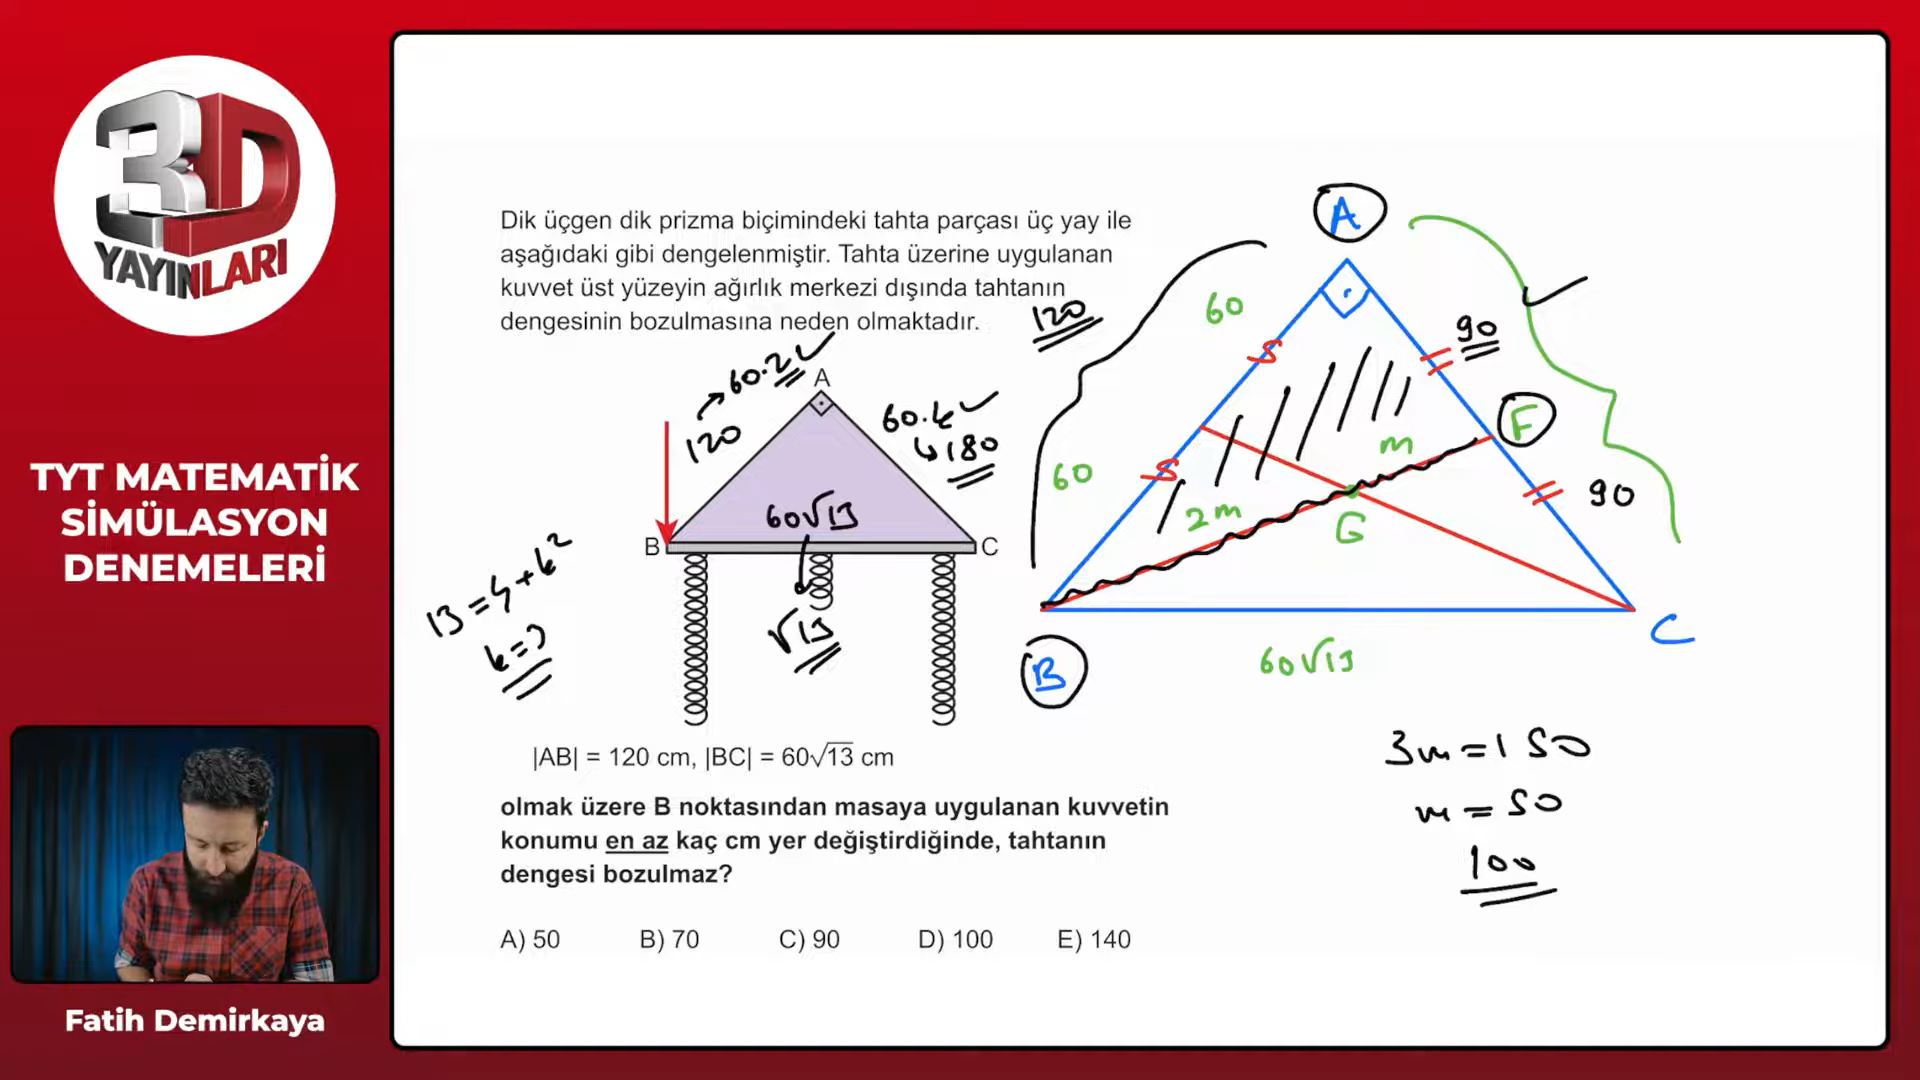 3D
YAYINLARI
TYT MATEMATİK
SİMÜLASYON
DENEMELERİ
Fatih Demirkaya
Dik üçgen dik prizma biçimindeki tahta parçası üç yay ile
aşağıdaki gibi dengelenmiştir. Tahta üzerine uygulanan
kuvvet üst yüzeyin ağırlık merkezi dışında tahtanın
dengesinin bozulmasına neden olmaktadır.
120
60.2
A
120
60.k
180
60√13
B
C
√13
13=4+k²
k=3
|AB| = 120 cm, |BC| = 60√13 cm
olmak üzere B noktasından masaya uygulanan kuvvetin
konumu en az kaç cm yer değiştirdiğinde, tahtanın
dengesi bozulmaz?
A) 50 B) 70 C) 90 D) 100 E) 140
A
60
90
F
60
m
90
2m
G
B
C
60√13
3m=150
m=50
100